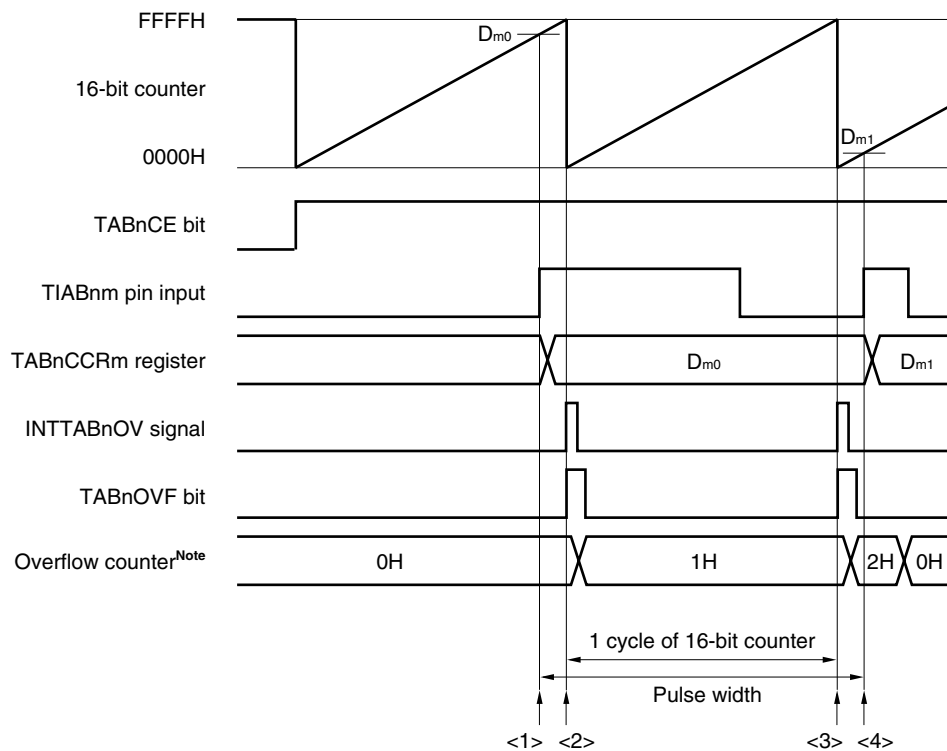 FFFFH
Dm0
16-bit counter
0000H
Dm1
TABnCE bit
TIABnm pin input
TABnCCRm register
Dm0
Dm1
INTTABnOV signal
TABnOVF bit
Overflow counterNote
0H
1H
2H
0H
1 cycle of 16-bit counter
Pulse width
<1> <2> <3> <4>